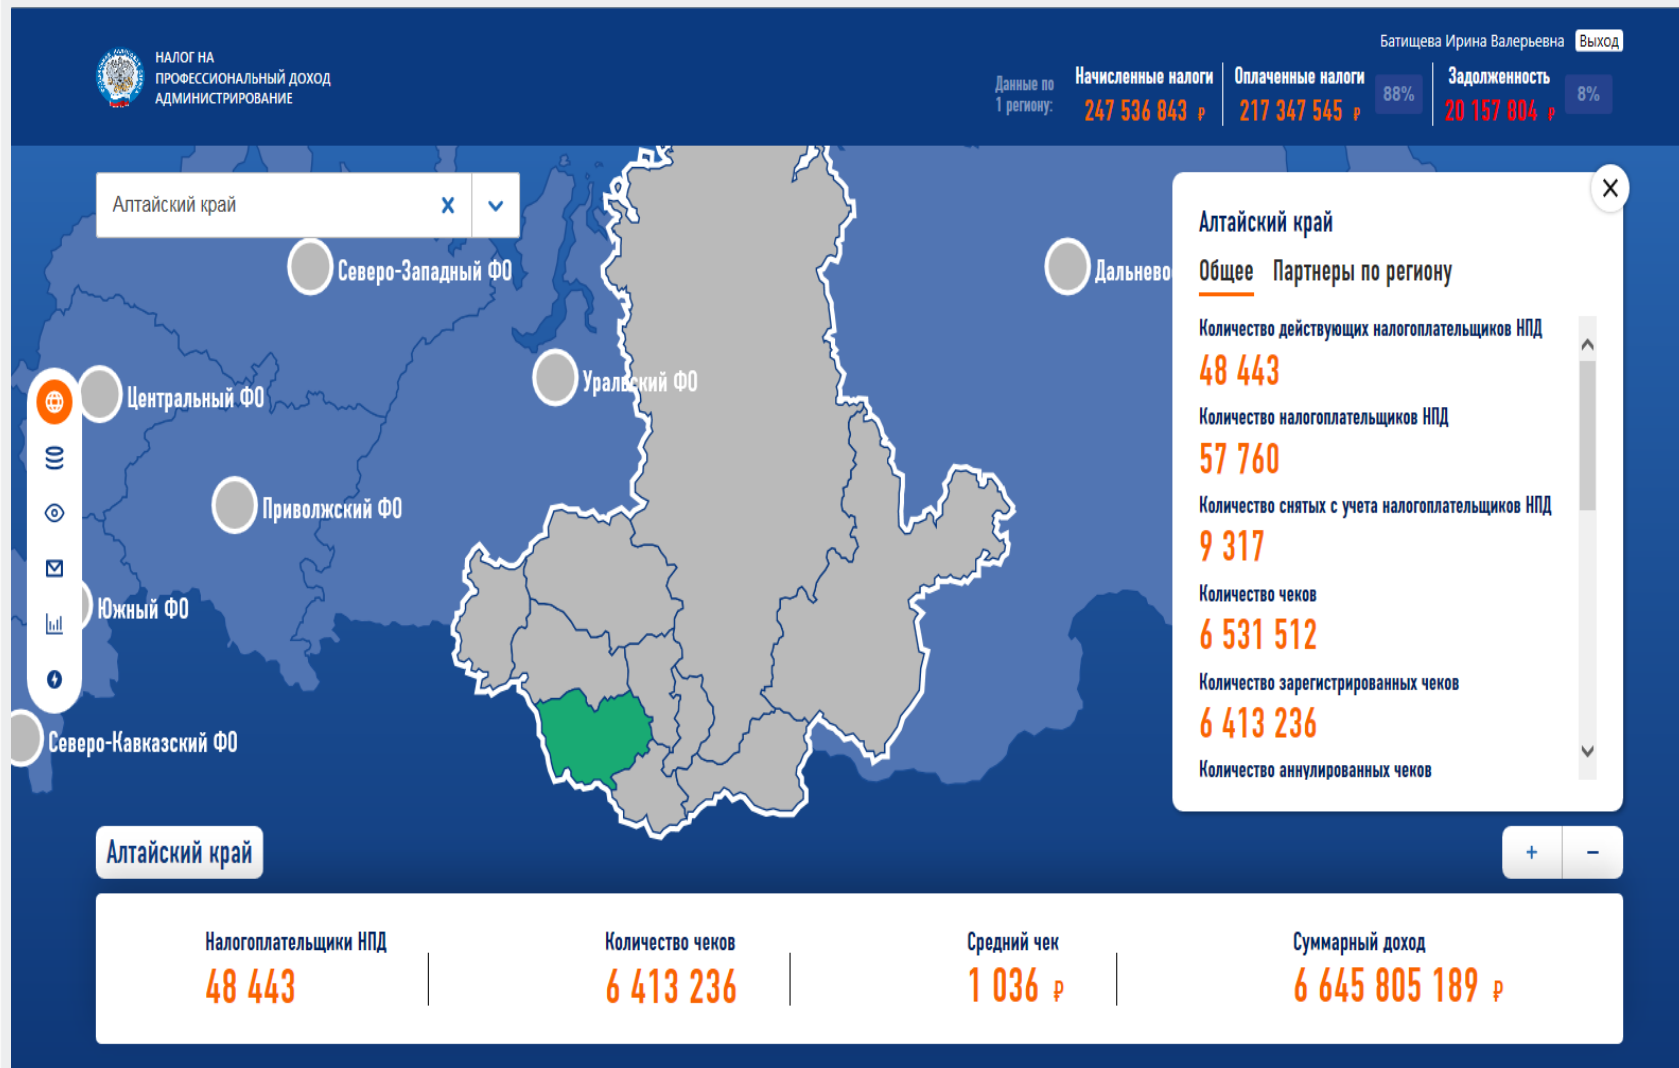 Батищева Ирина Валерьевна Выход
НАЛОГ НА
ПРОФЕССИОНАЛЬНЫЙ ДОХОД
АДМИНИСТРИРОВАНИЕ
Данные по
1 региону:
Начисленные налоги
247 536 843 ₽
Оплаченные налоги
217 347 545 ₽
88%
Задолженность
20 157 804 ₽
8%
Алтайский край
Северо-Западный ФО
Дальнево
Уральский ФО
Центральный ФО
Приволжский ФО
Южный ФО
Северо-Кавказский ФО
Алтайский край
Общее Партнеры по региону
Количество действующих налогоплательщиков НПД
48 443
Количество налогоплательщиков НПД
57 760
Количество снятых с учета налогоплательщиков НПД
9 317
Количество чеков
6 531 512
Количество зарегистрированных чеков
6 413 236
Количество аннулированных чеков
Алтайский край
+ −
Налогоплательщики НПД
48 443
Количество чеков
6 413 236
Средний чек
1 036 ₽
Суммарный доход
6 645 805 189 ₽